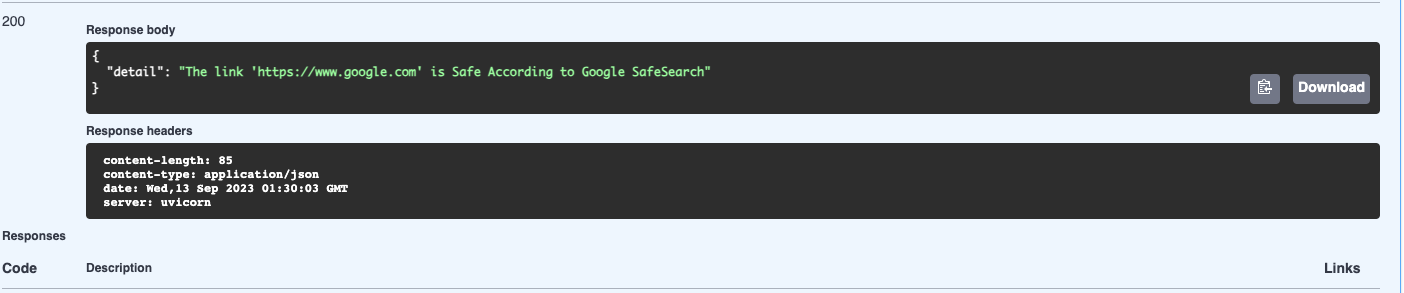 200
Response body
{
"detail": "The link 'https://www.google.com' is Safe According to Google SafeSearch"
}
Download
Response headers
content-length: 85
content-type: application/json
date: Wed,13 Sep 2023 01:30:03 GMT
server: uvicorn
Responses
Code Description Links